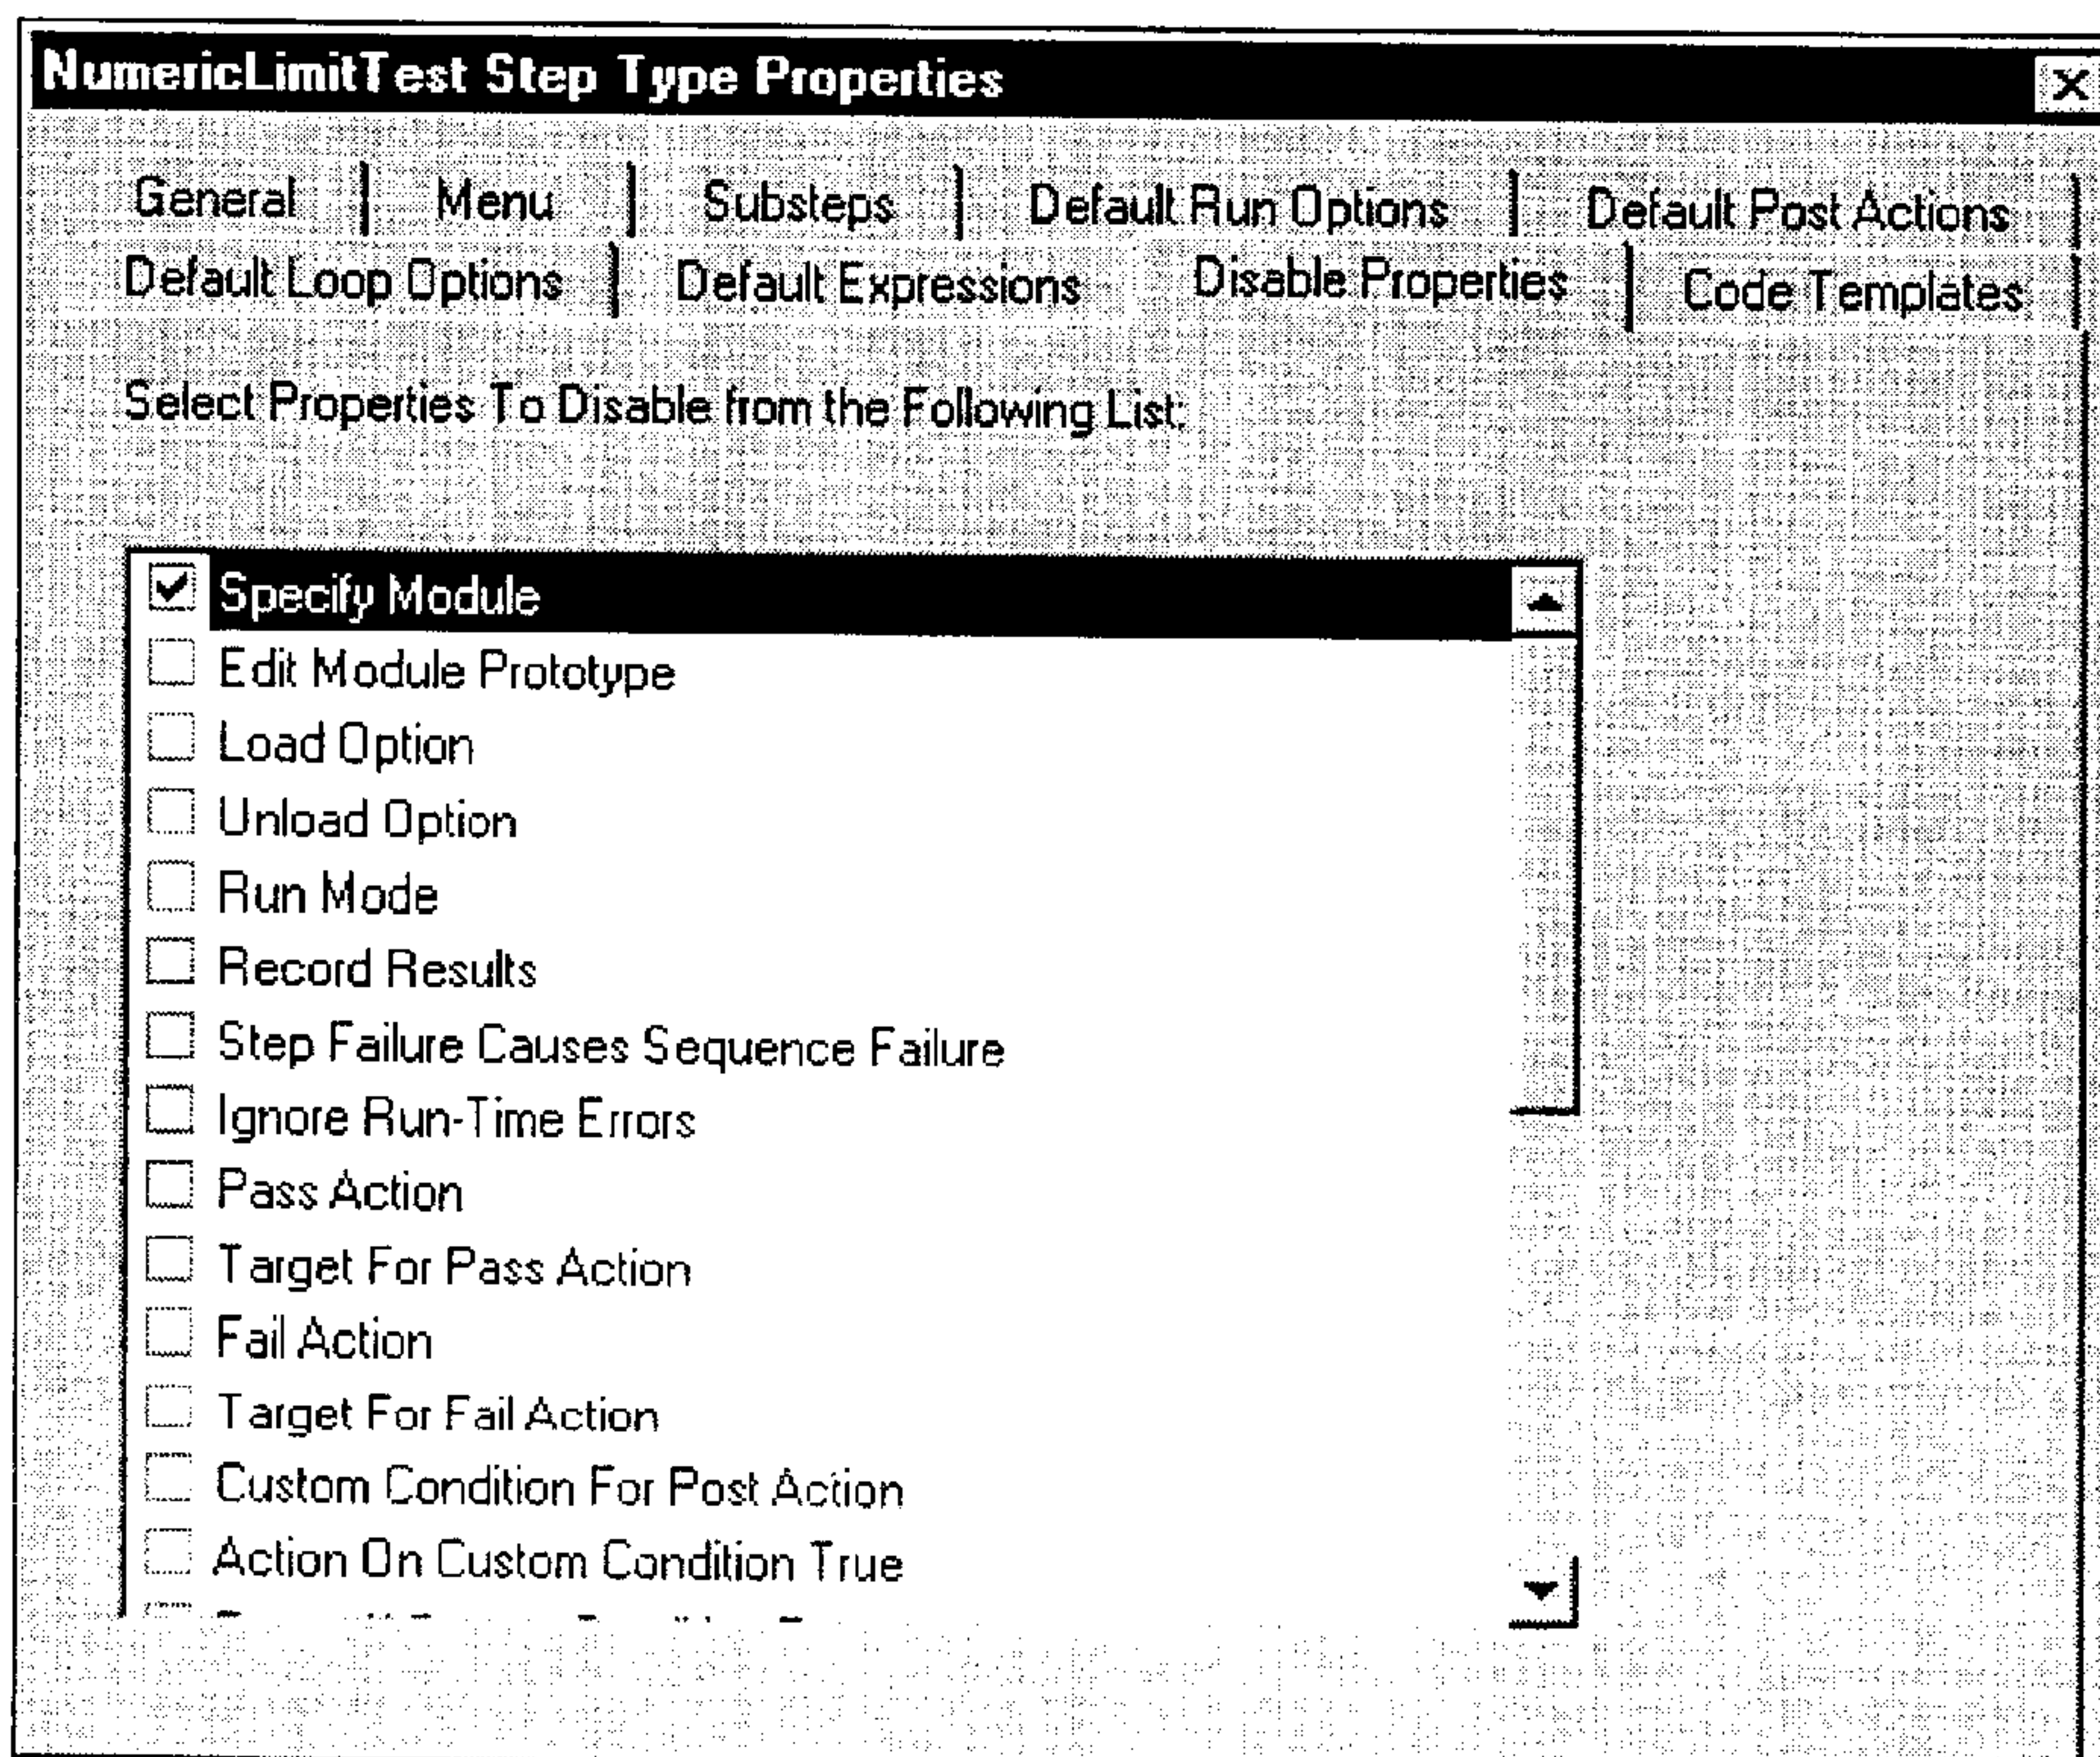 NumericLimitTest Step Type Properties
General Menu Substeps Default Run Options Default Post Actions
Default Loop Options Default Expressions Disable Properties Code Templates
Select Properties To Disable from the Following List:
Specify Module
Edit Module Prototype
Load Option
Unload Option
Run Mode
Record Results
Step Failure Causes Sequence Failure
Ignore Run-Time Errors
Pass Action
Target For Pass Action
Fail Action
Target For Fail Action
Custom Condition For Post Action
Action On Custom Condition True